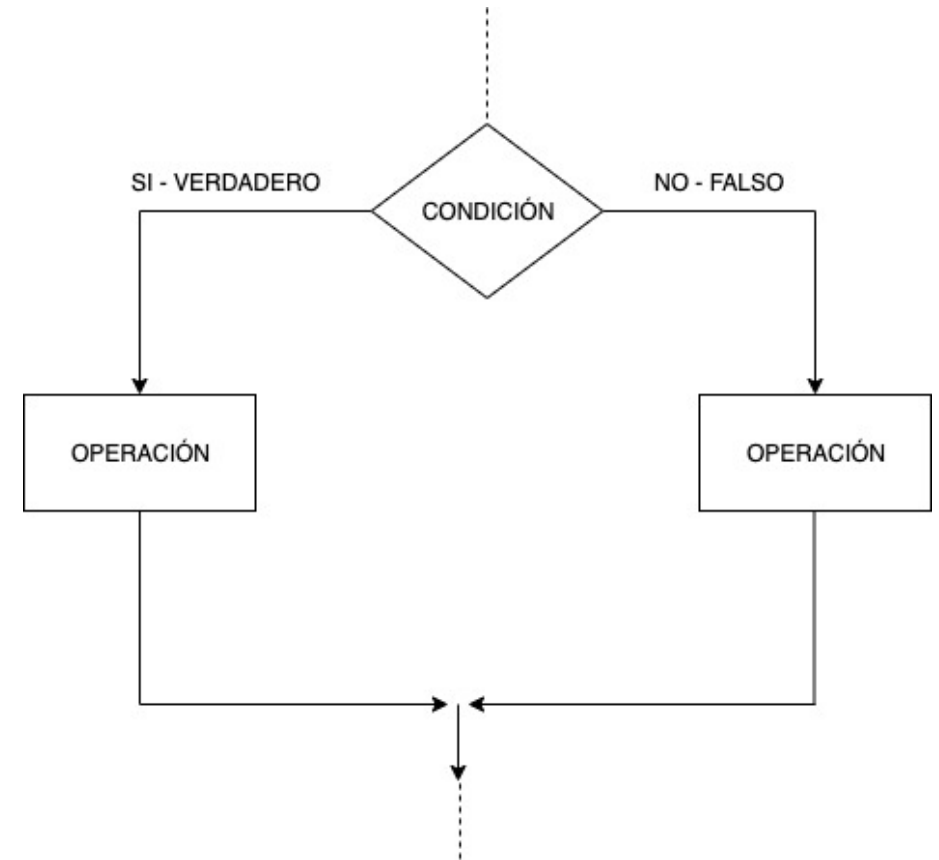 SI - VERDADERO
NO - FALSO
CONDICIÓN
OPERACIÓN
OPERACIÓN